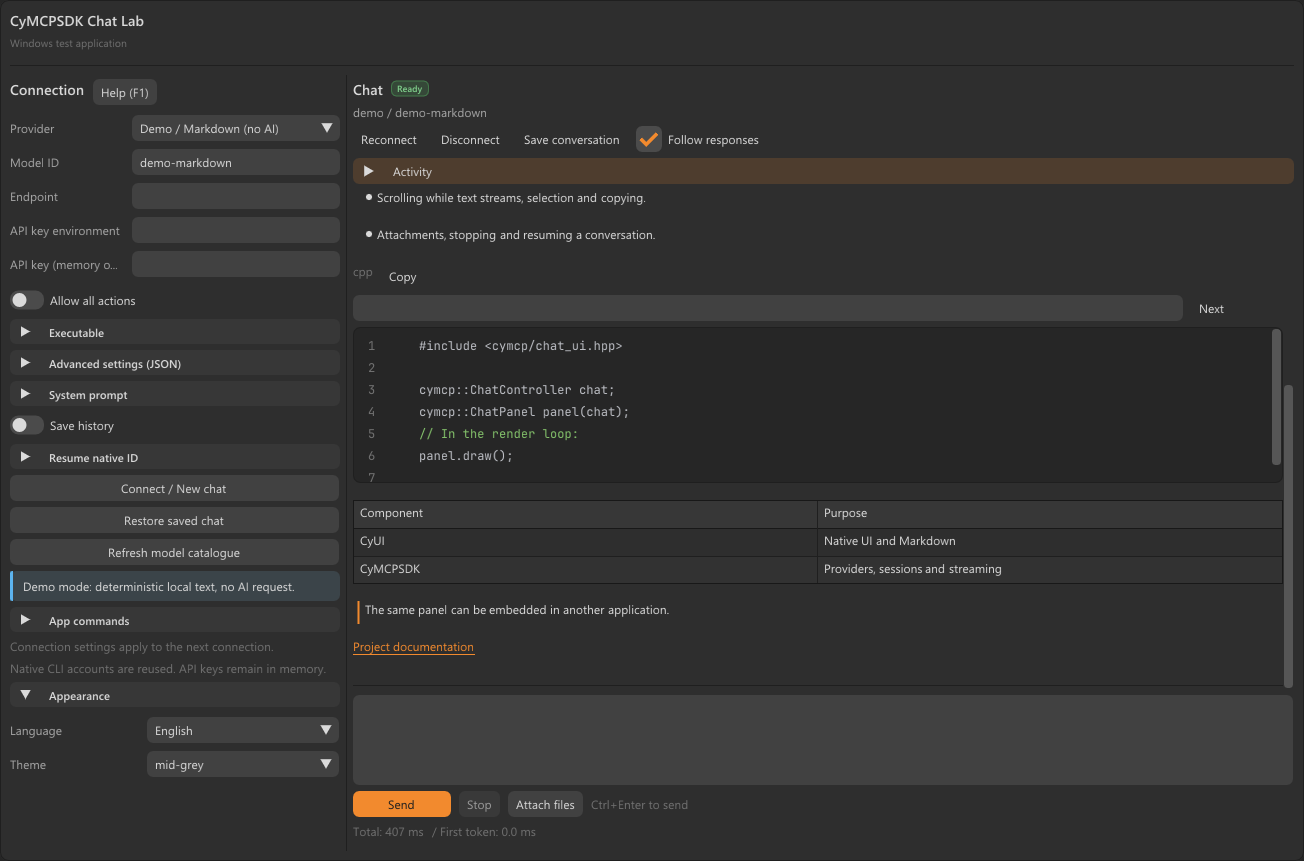 CyMCPSDK Chat Lab
Windows test application
Connection
Help (F1)
Provider
Demo / Markdown (no AI)
Model ID
demo-markdown
Endpoint
API key environment
API key (memory o...
Allow all actions
Executable
Advanced settings (JSON)
System prompt
Save history
Resume native ID
Connect / New chat
Restore saved chat
Refresh model catalogue
Demo mode: deterministic local text, no AI request.
App commands
Connection settings apply to the next connection.
Native CLI accounts are reused. API keys remain in memory.
Appearance
Language
English
Theme
mid-grey
Chat
Ready
demo / demo-markdown
Reconnect
Disconnect
Save conversation
Follow responses
Activity
Scrolling while text streams, selection and copying.
Attachments, stopping and resuming a conversation.
cpp
Copy
Next
1 #include <cymcp/chat_ui.hpp>
2
3 cymcp::ChatController chat;
4 cymcp::ChatPanel panel(chat);
5 // In the render loop:
6 panel.draw();
7
Component Purpose
CyUI Native UI and Markdown
CyMCPSDK Providers, sessions and streaming
The same panel can be embedded in another application.
Project documentation
Send
Stop
Attach files
Ctrl+Enter to send
Total: 407 ms / First token: 0.0 ms